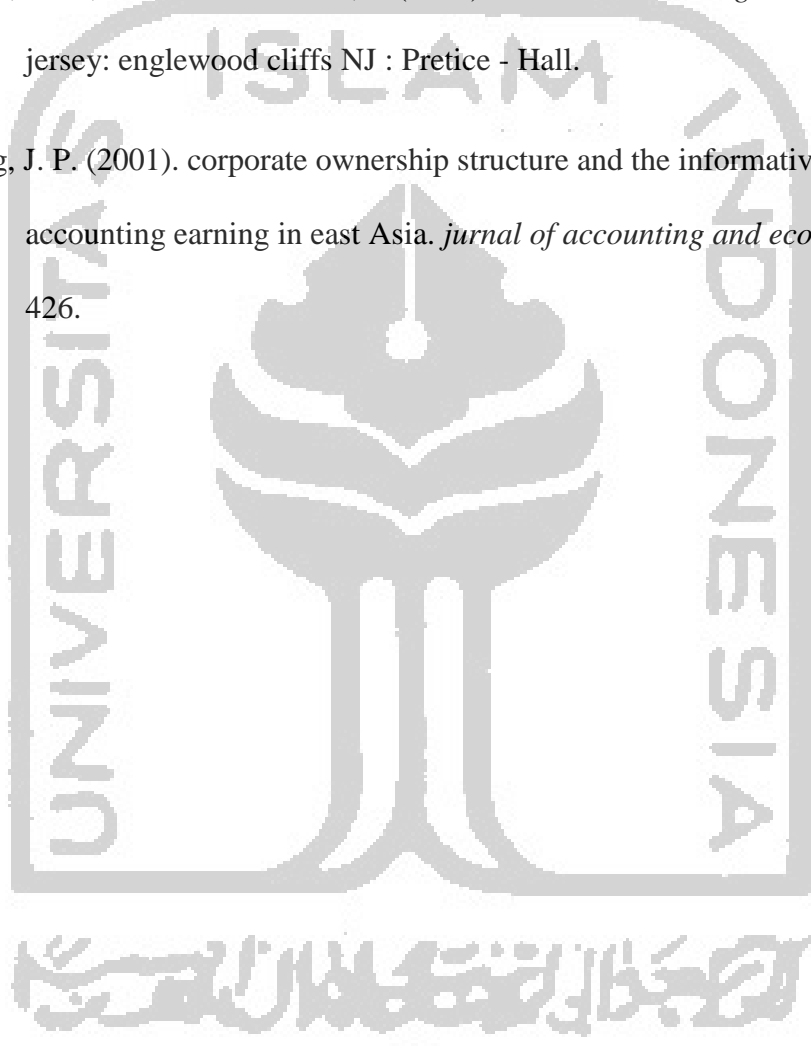 jersey: englewood cliffs NJ : Pretice - Hall.
g, J. P. (2001). corporate ownership structure and the informativ
accounting earning in east Asia. jurnal of accounting and eco
426.
ISLAM
UNIVERSITAS
INDONESIA